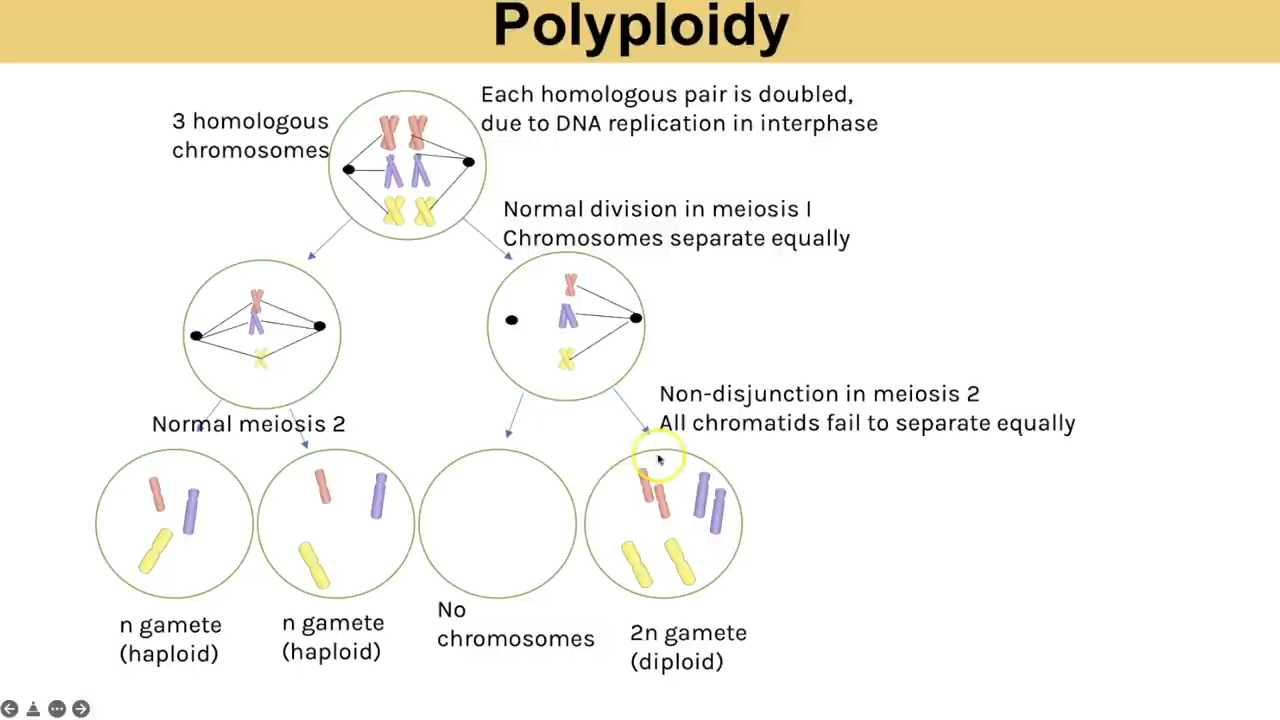 Polyploidy
3 homologous
chromosomes
Each homologous pair is doubled,
due to DNA replication in interphase
Normal division in meiosis I
Chromosomes separate equally
Non-disjunction in meiosis 2
All chromatids fail to separate equally
Normal meiosis 2
n gamete
(haploid)
n gamete
(haploid)
No
chromosomes
2n gamete
(diploid)